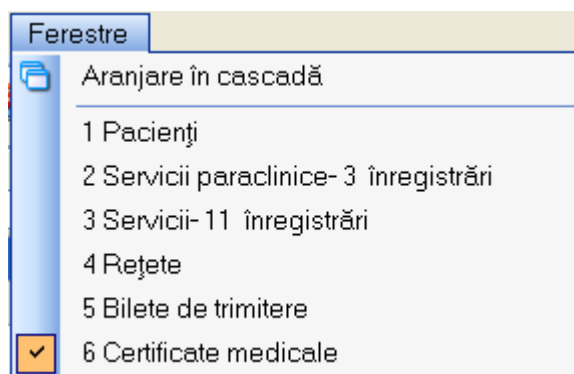 Ferestre
Aranjare în cascadă
1 Pacienţi
2 Servicii paraclinice- 3 înregistrări
3 Servicii- 11 înregistrări
4 Reţete
5 Bilete de trimitere
6 Certificate medicale